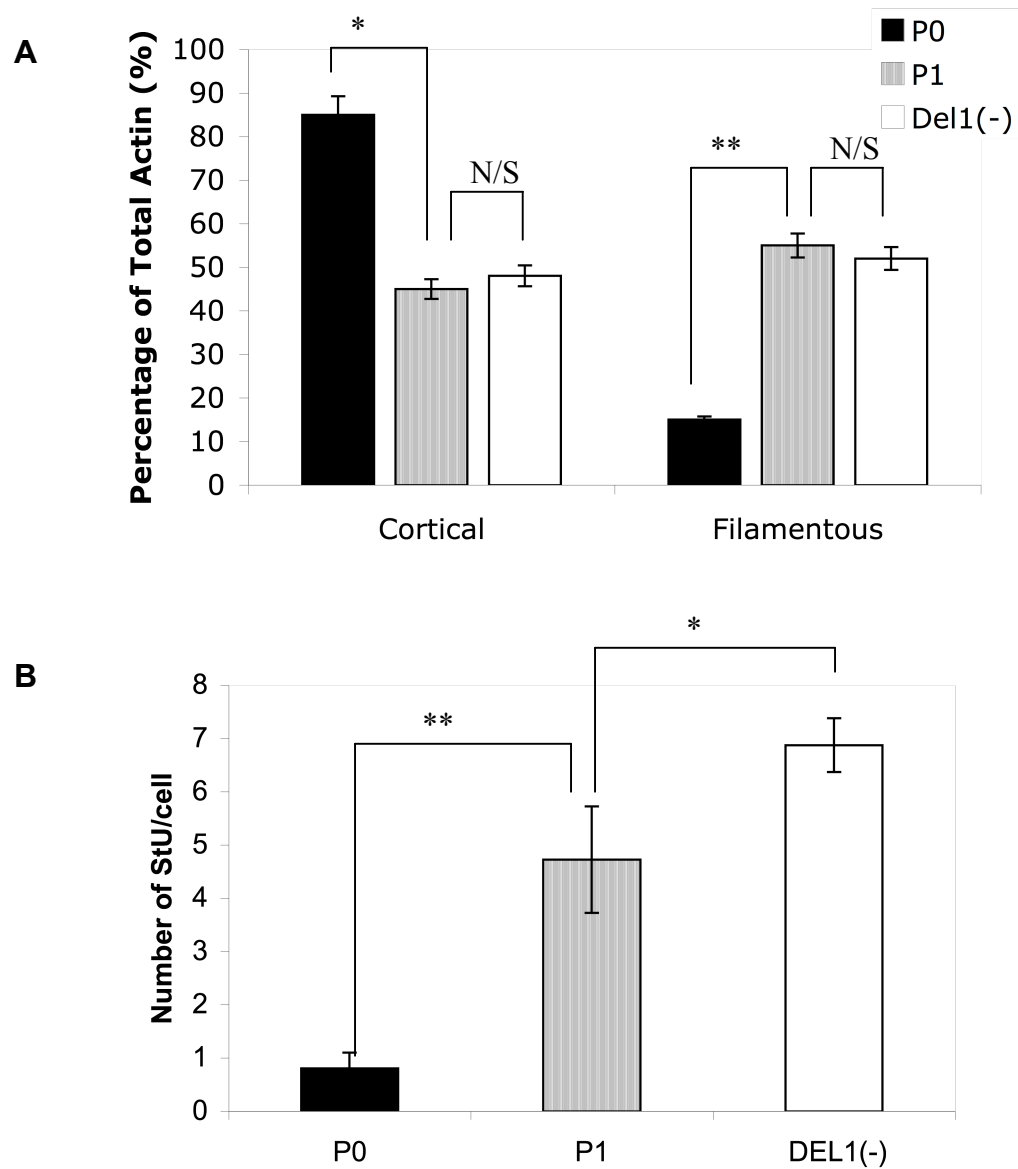 A
Percentage of Total Actin (%)
100
90
80
70
60
50
40
30
20
10
0
*
N/S
**
N/S
P0
P1
Del1(-)
Cortical
Filamentous
B
Number of StU/cell
8
7
6
5
4
3
2
1
0
**
*
P0
P1
DEL1(-)